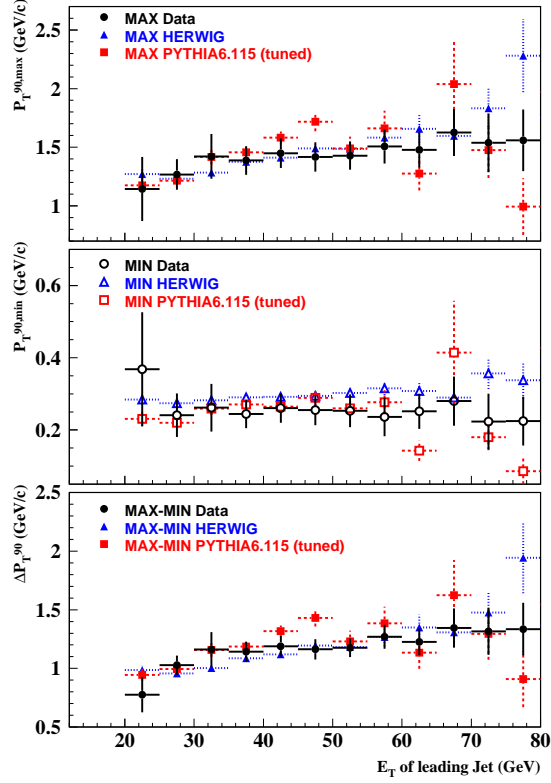 P_T^90,max (GeV/c)
2.5
2
1.5
1
MAX Data
MAX HERWIG
MAX PYTHIA6.115 (tuned)
P_T^90,min (GeV/c)
0.6
0.4
0.2
MIN Data
MIN HERWIG
MIN PYTHIA6.115 (tuned)
ΔP_T^90 (GeV/c)
2.5
2
1.5
1
0.5
MAX-MIN Data
MAX-MIN HERWIG
MAX-MIN PYTHIA6.115 (tuned)
20 30 40 50 60 70 80
E_T of leading Jet (GeV)